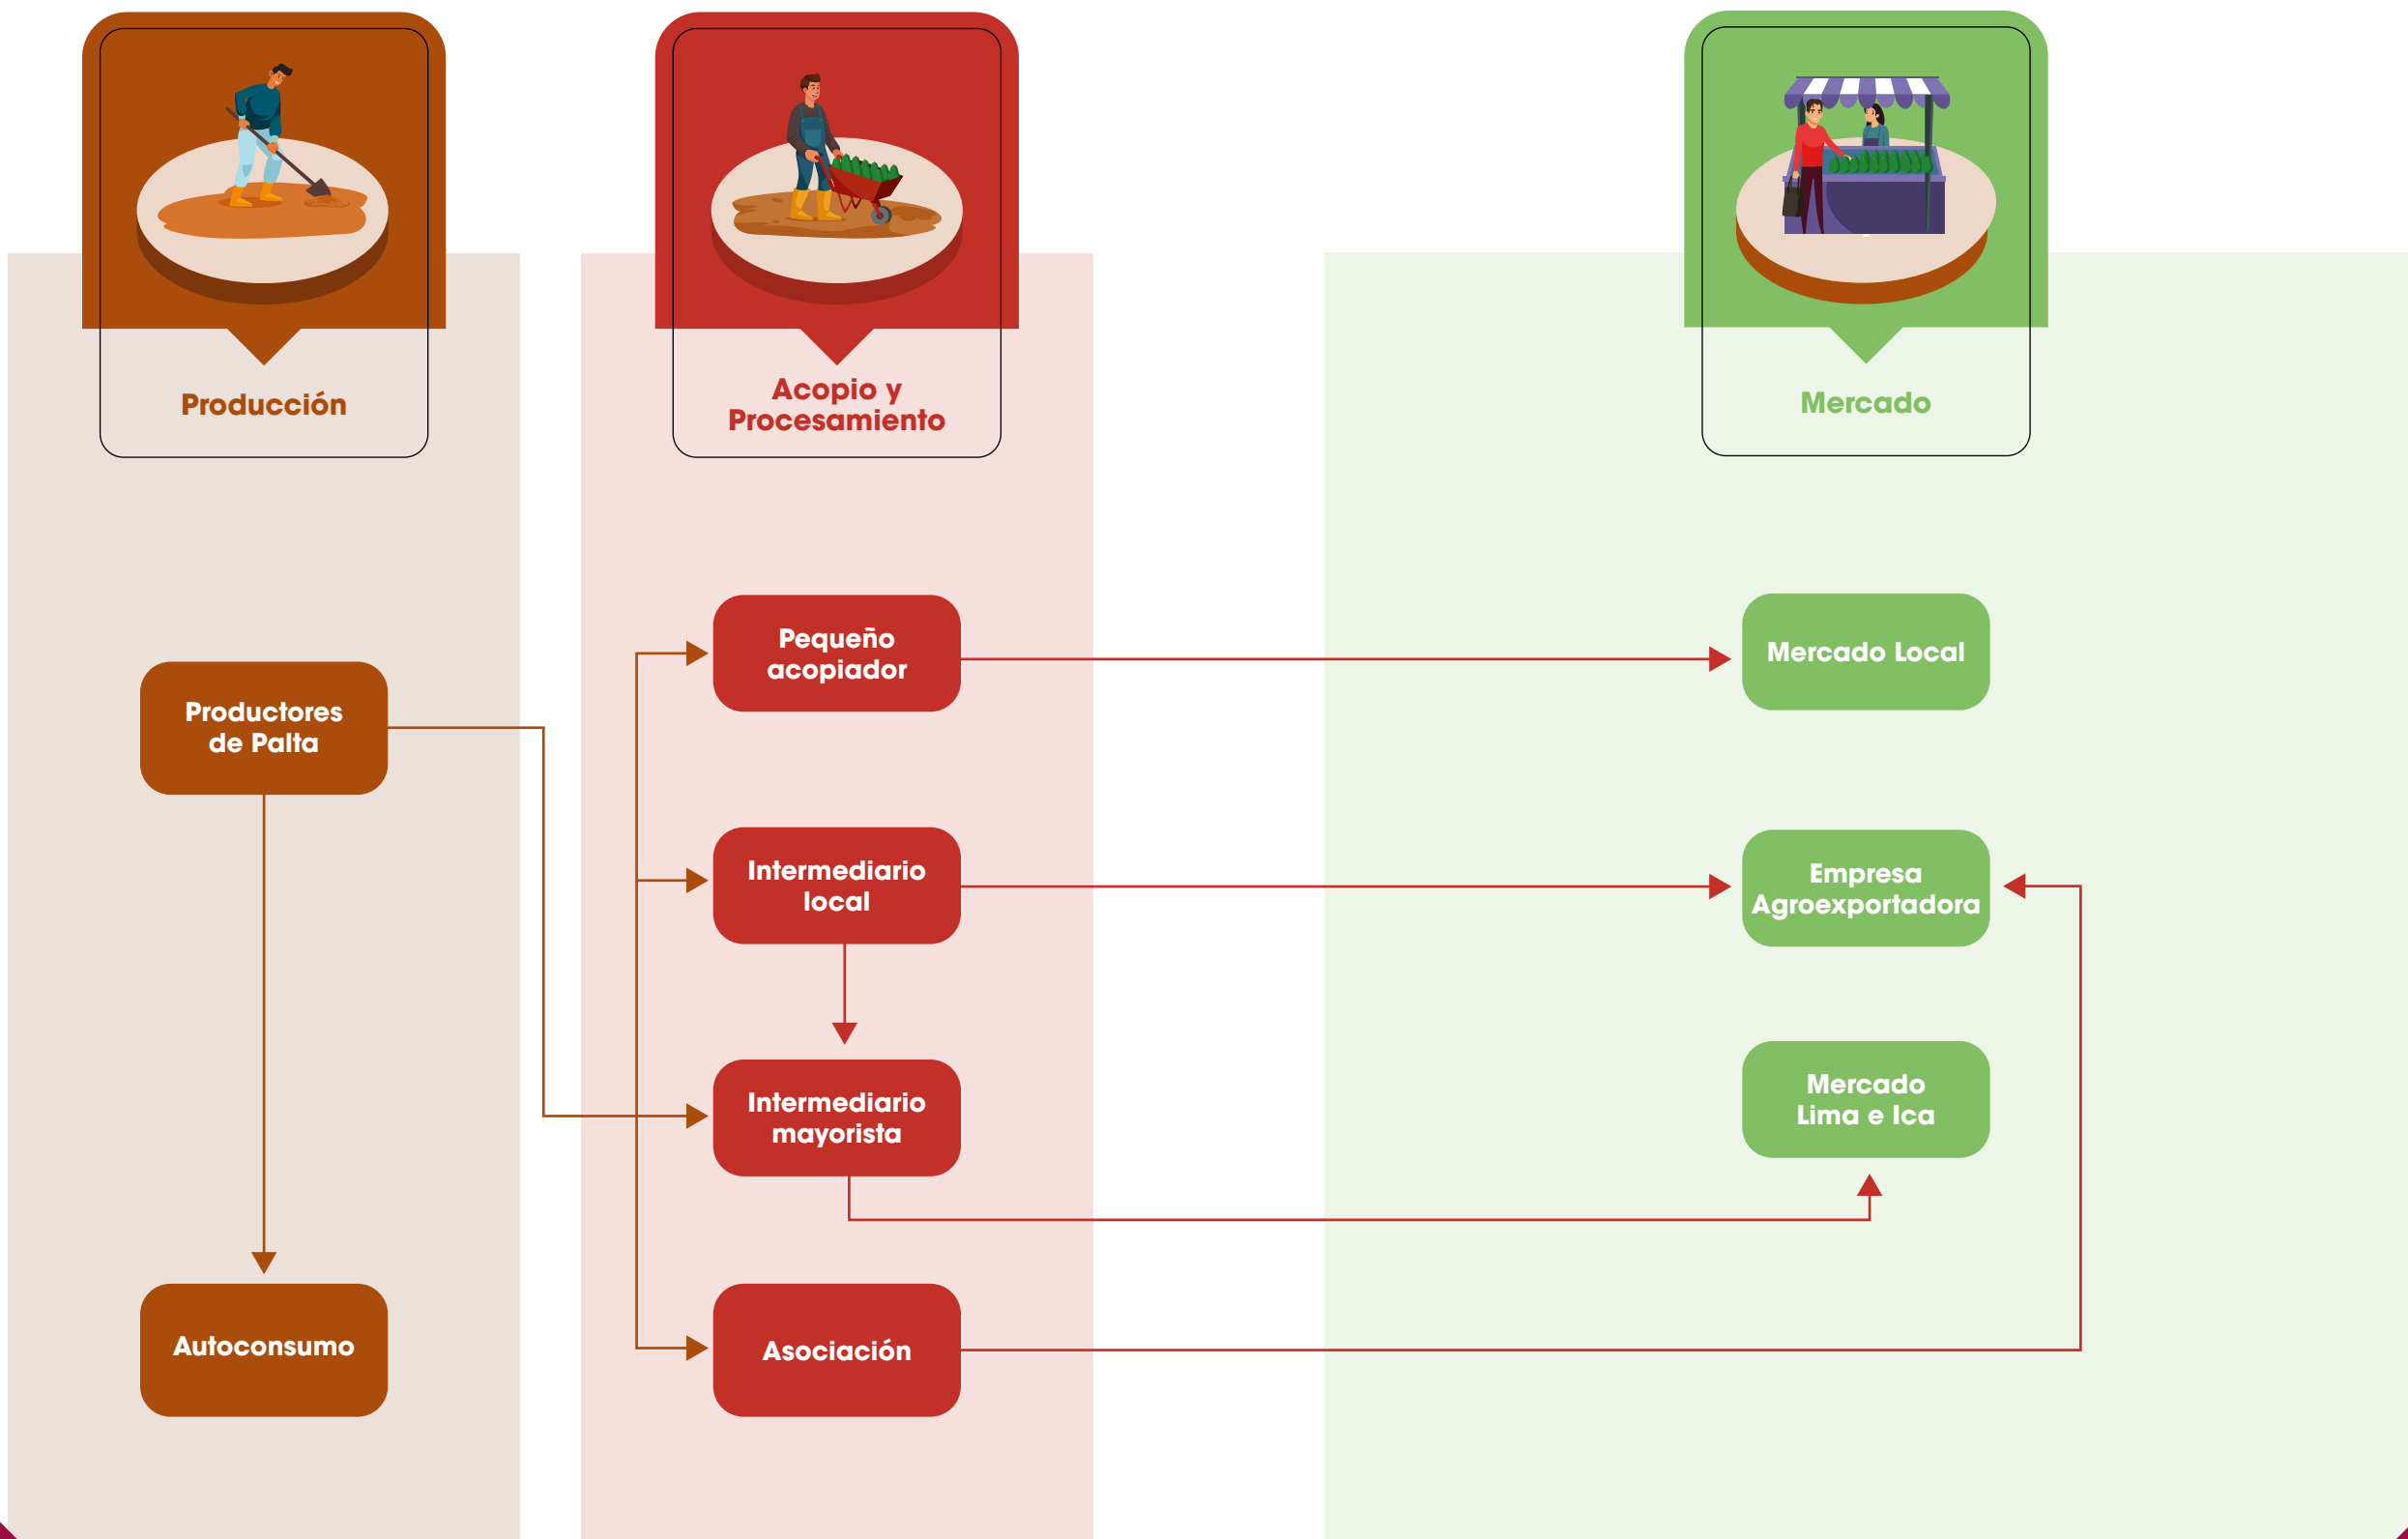 Producción
Acopio y
Procesamiento
Mercado
Productores
de Palta
Autoconsumo
Pequeño
acopiador
Intermediario
local
Intermediario
mayorista
Asociación
Mercado Local
Empresa
Agroexportadora
Mercado
Lima e Ica